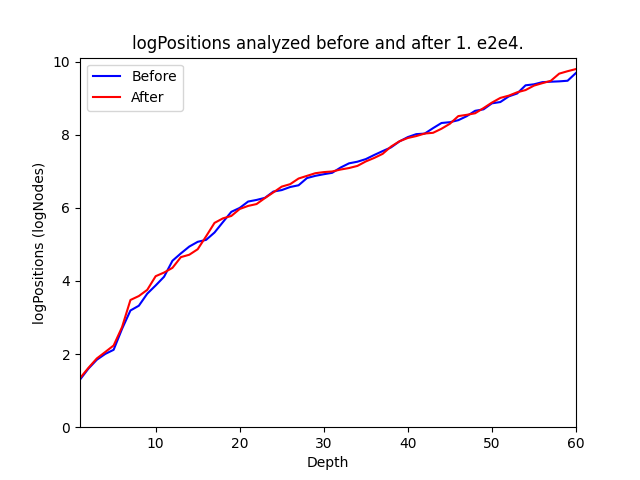 logPositions analyzed before and after 1. e2e4.
Before
After
logPositions (logNodes)
10
8
6
4
2
0
10 20 30 40 50 60
Depth